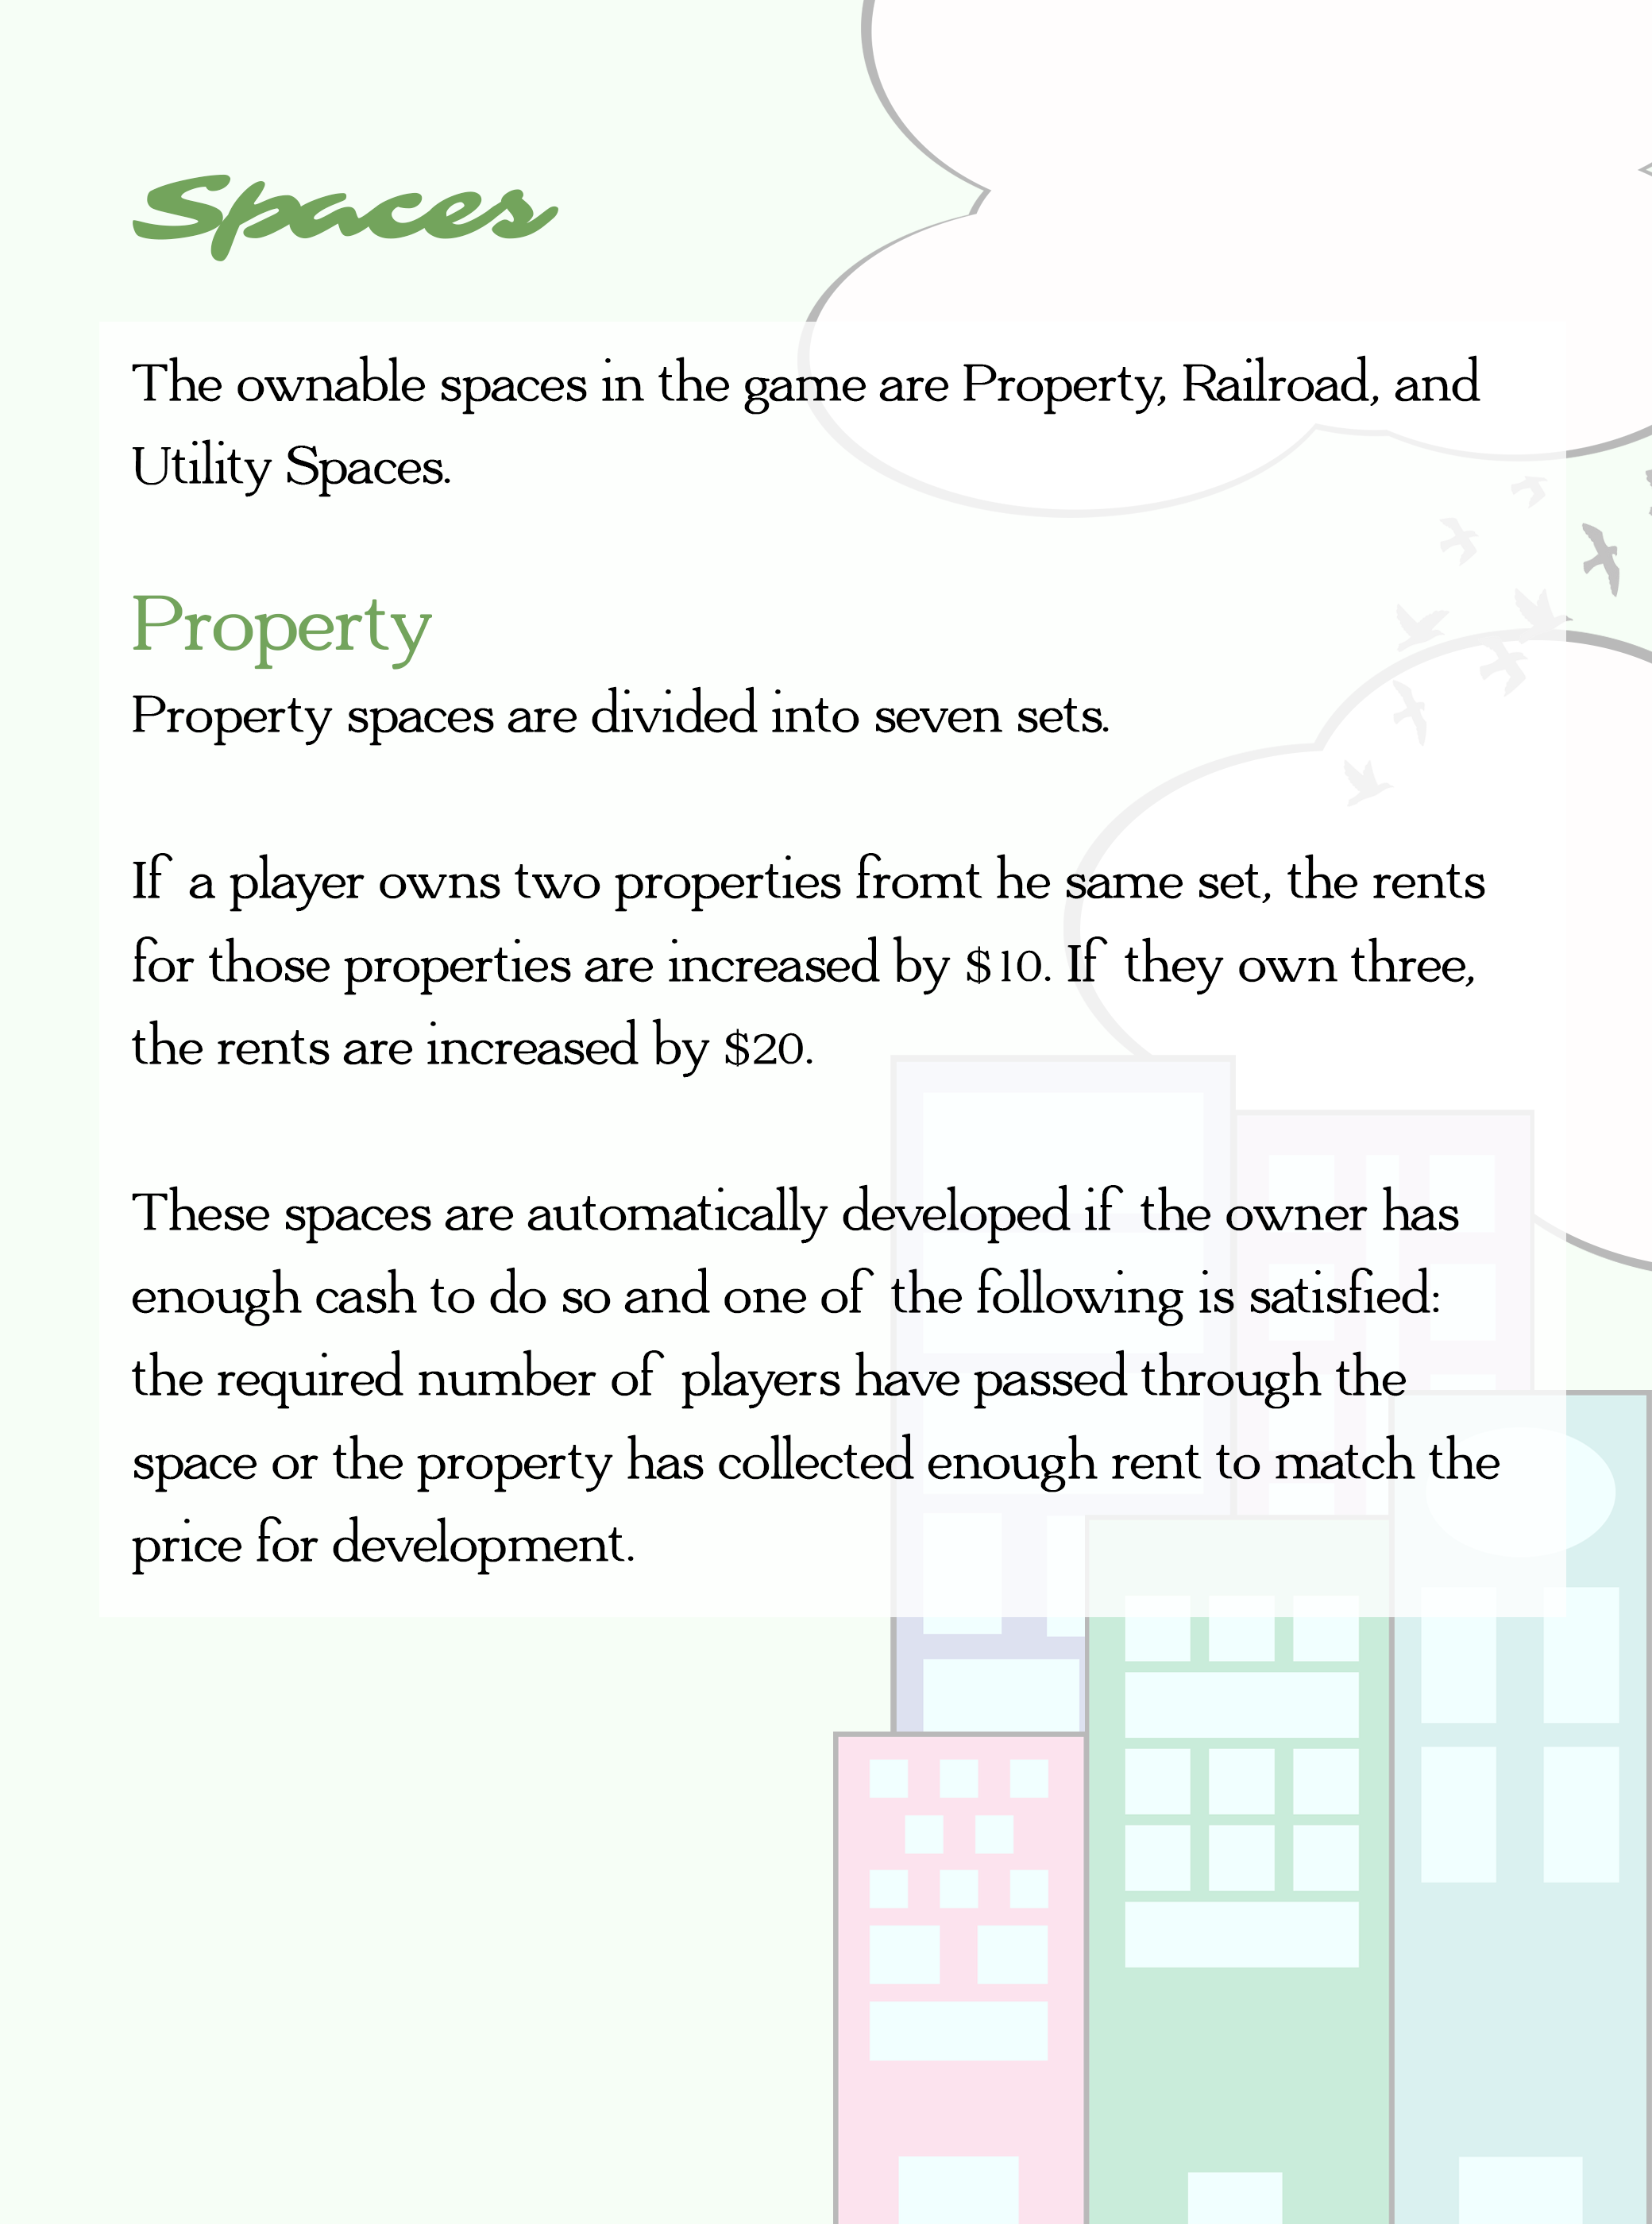 Spaces
The ownable spaces in the game are Property, Railroad, and
Utility Spaces.
Property
Property spaces are divided into seven sets.
If a player owns two properties fromt he same set, the rents
for those properties are increased by $10. If they own three,
the rents are increased by $20.
These spaces are automatically developed if the owner has
enough cash to do so and one of the following is satisfied:
the required number of players have passed through the
space or the property has collected enough rent to match the
price for development.